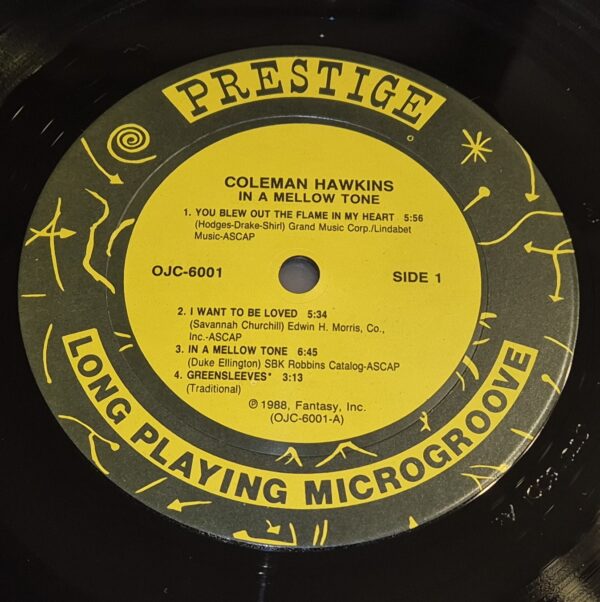 PRESTIGE
COLEMAN HAWKINS
IN A MELLOW TONE
1. YOU BLEW OUT THE FLAME IN MY HEART 5:56
(Hodges-Drake-Shirl) Grand Music Corp./Lindabet
Music-ASCAP
OJC-6001 SIDE 1
2. I WANT TO BE LOVED 5:34
(Savannah Churchill) Edwin H. Morris, Co.,
Inc.-ASCAP
3. IN A MELLOW TONE 6:45
(Duke Ellington) SBK Robbins Catalog-ASCAP
4. GREENSLEEVES* 3:13
(Traditional)
℗ 1988, Fantasy, Inc.
(OJC-6001-A)
LONG PLAYING MICROGROOVE